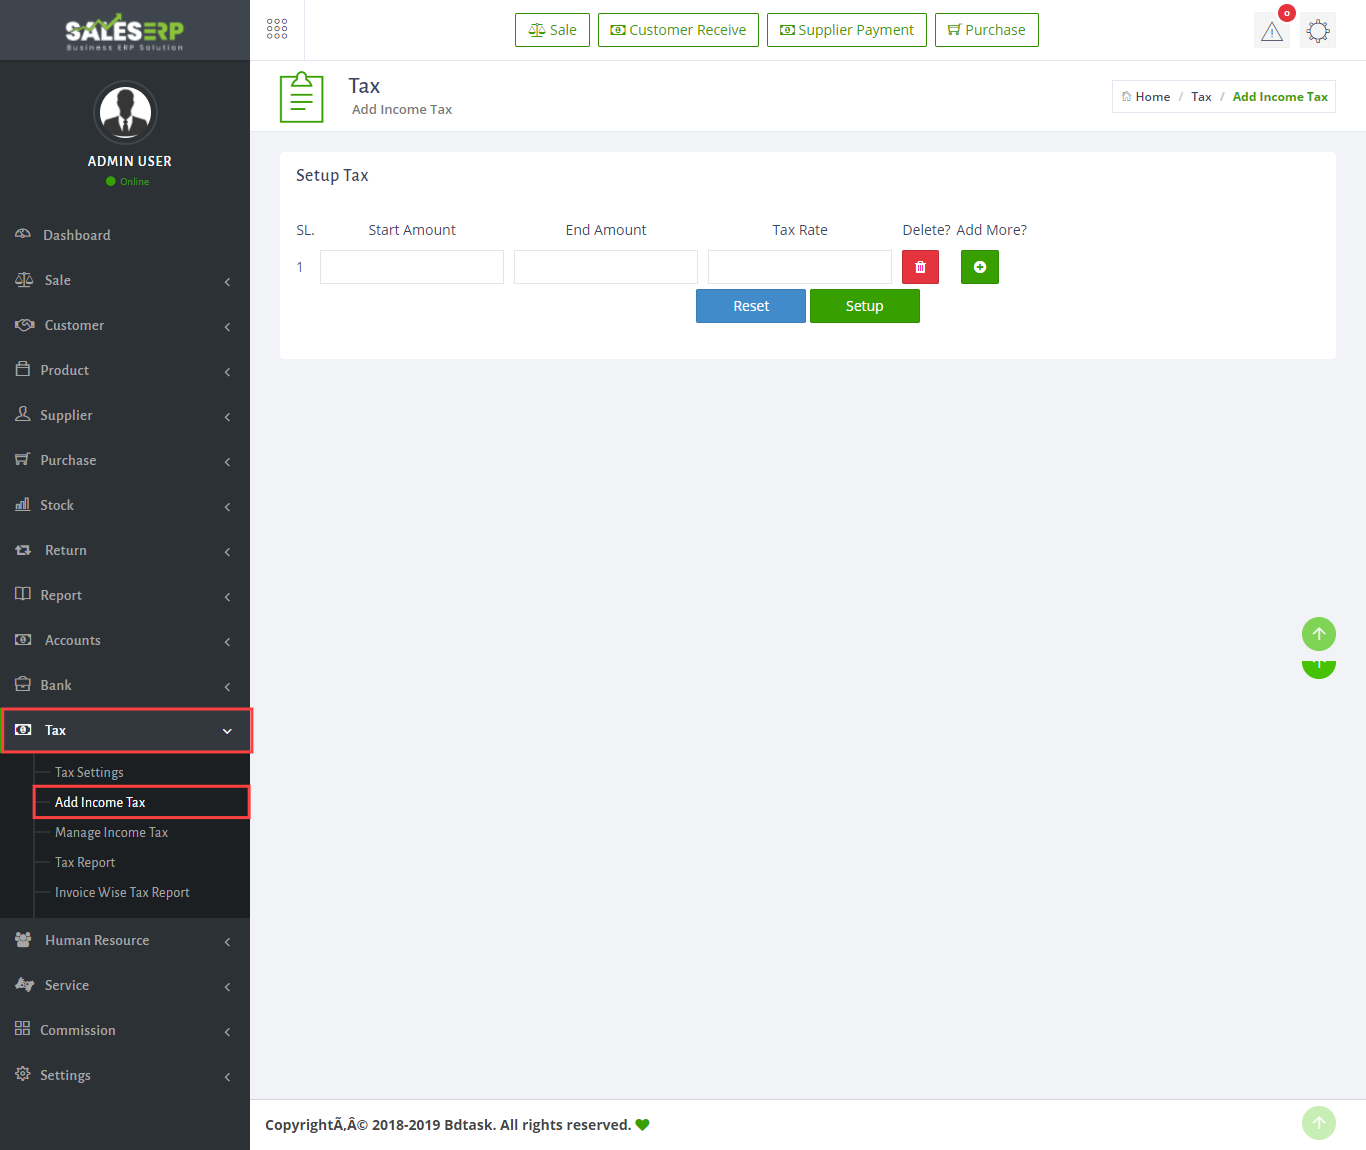 SALESERP
Business ERP Solution
Sale
Customer Receive
Supplier Payment
Purchase
0
Tax
Add Income Tax
Home / Tax / Add Income Tax
ADMIN USER
Online
Dashboard
Sale
Customer
Product
Supplier
Purchase
Stock
Return
Report
Accounts
Bank
Tax
Tax Settings
Add Income Tax
Manage Income Tax
Tax Report
Invoice Wise Tax Report
Human Resource
Service
Commission
Settings
Setup Tax
SL. Start Amount End Amount Tax Rate Delete? Add More?
1
Reset Setup
CopyrightÃ‚Â© 2018-2019 Bdtask. All rights reserved.